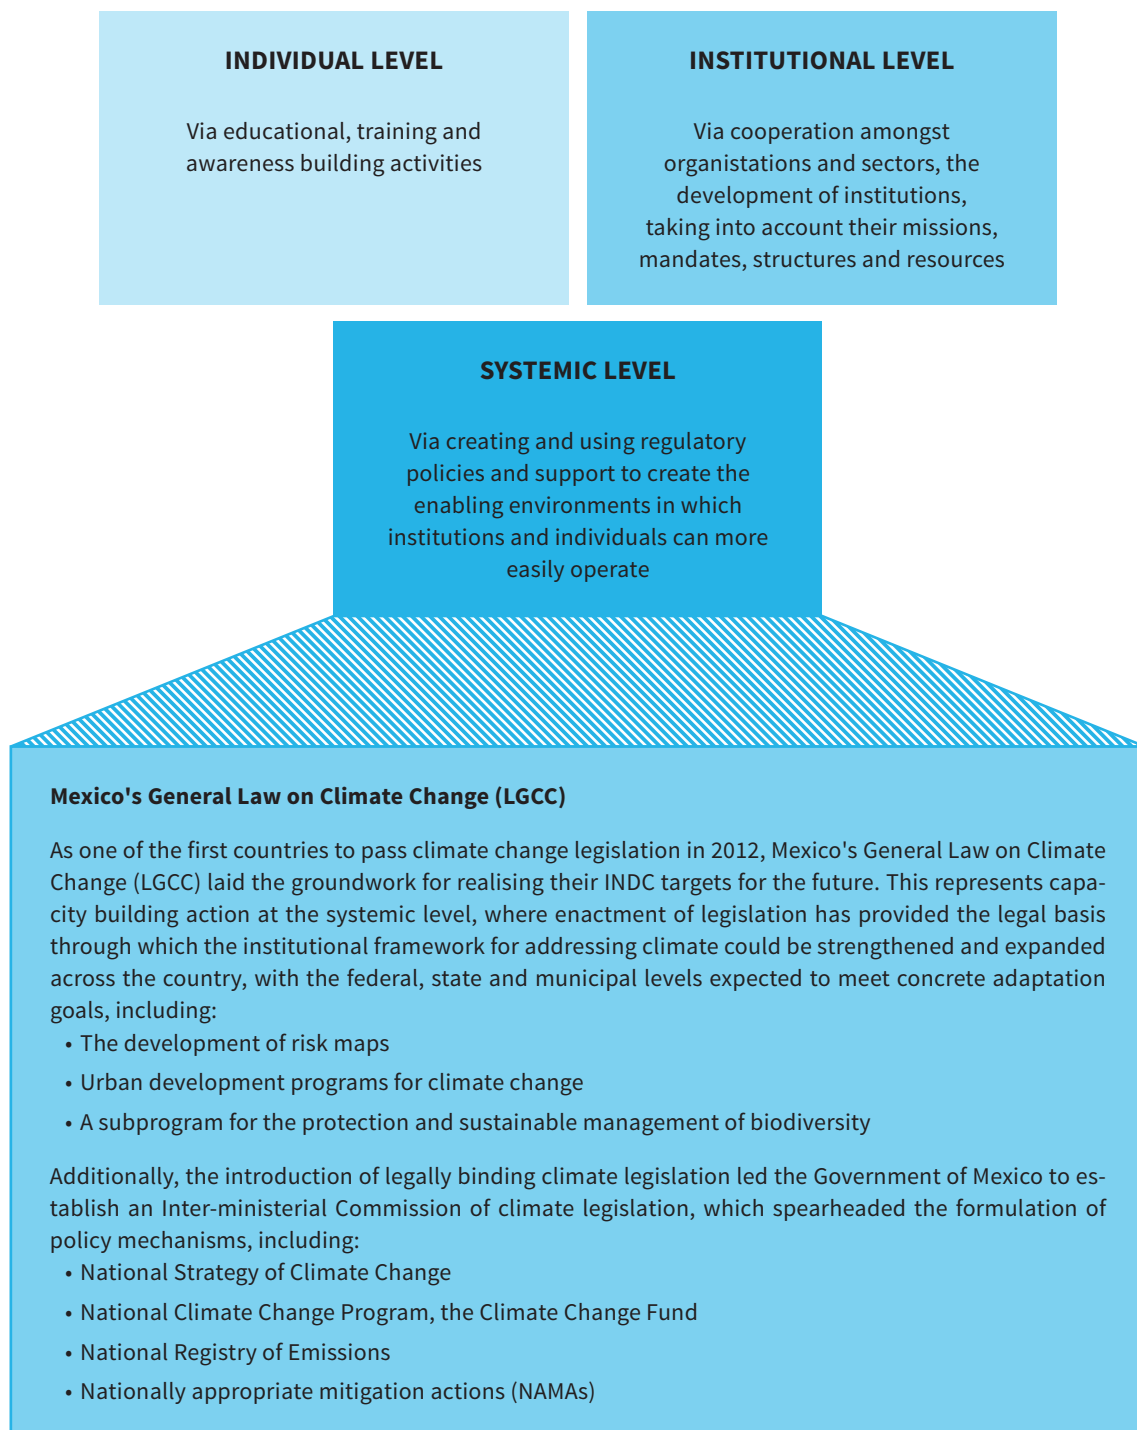 INDIVIDUAL LEVEL
Via educational, training and
awareness building activities
INSTITUTIONAL LEVEL
Via cooperation amongst
organistations and sectors, the
development of institutions,
taking into account their missions,
mandates, structures and resources
SYSTEMIC LEVEL
Via creating and using regulatory
policies and support to create the
enabling environments in which
institutions and individuals can more
easily operate
Mexico's General Law on Climate Change (LGCC)
As one of the first countries to pass climate change legislation in 2012, Mexico's General Law on Climate
Change (LGCC) laid the groundwork for realising their INDC targets for the future. This represents capa-
city building action at the systemic level, where enactment of legislation has provided the legal basis
through which the institutional framework for addressing climate could be strengthened and expanded
across the country, with the federal, state and municipal levels expected to meet concrete adaptation
goals, including:
• The development of risk maps
• Urban development programs for climate change
• A subprogram for the protection and sustainable management of biodiversity
Additionally, the introduction of legally binding climate legislation led the Government of Mexico to es-
tablish an Inter-ministerial Commission of climate legislation, which spearheaded the formulation of
policy mechanisms, including:
• National Strategy of Climate Change
• National Climate Change Program, the Climate Change Fund
• National Registry of Emissions
• Nationally appropriate mitigation actions (NAMAs)